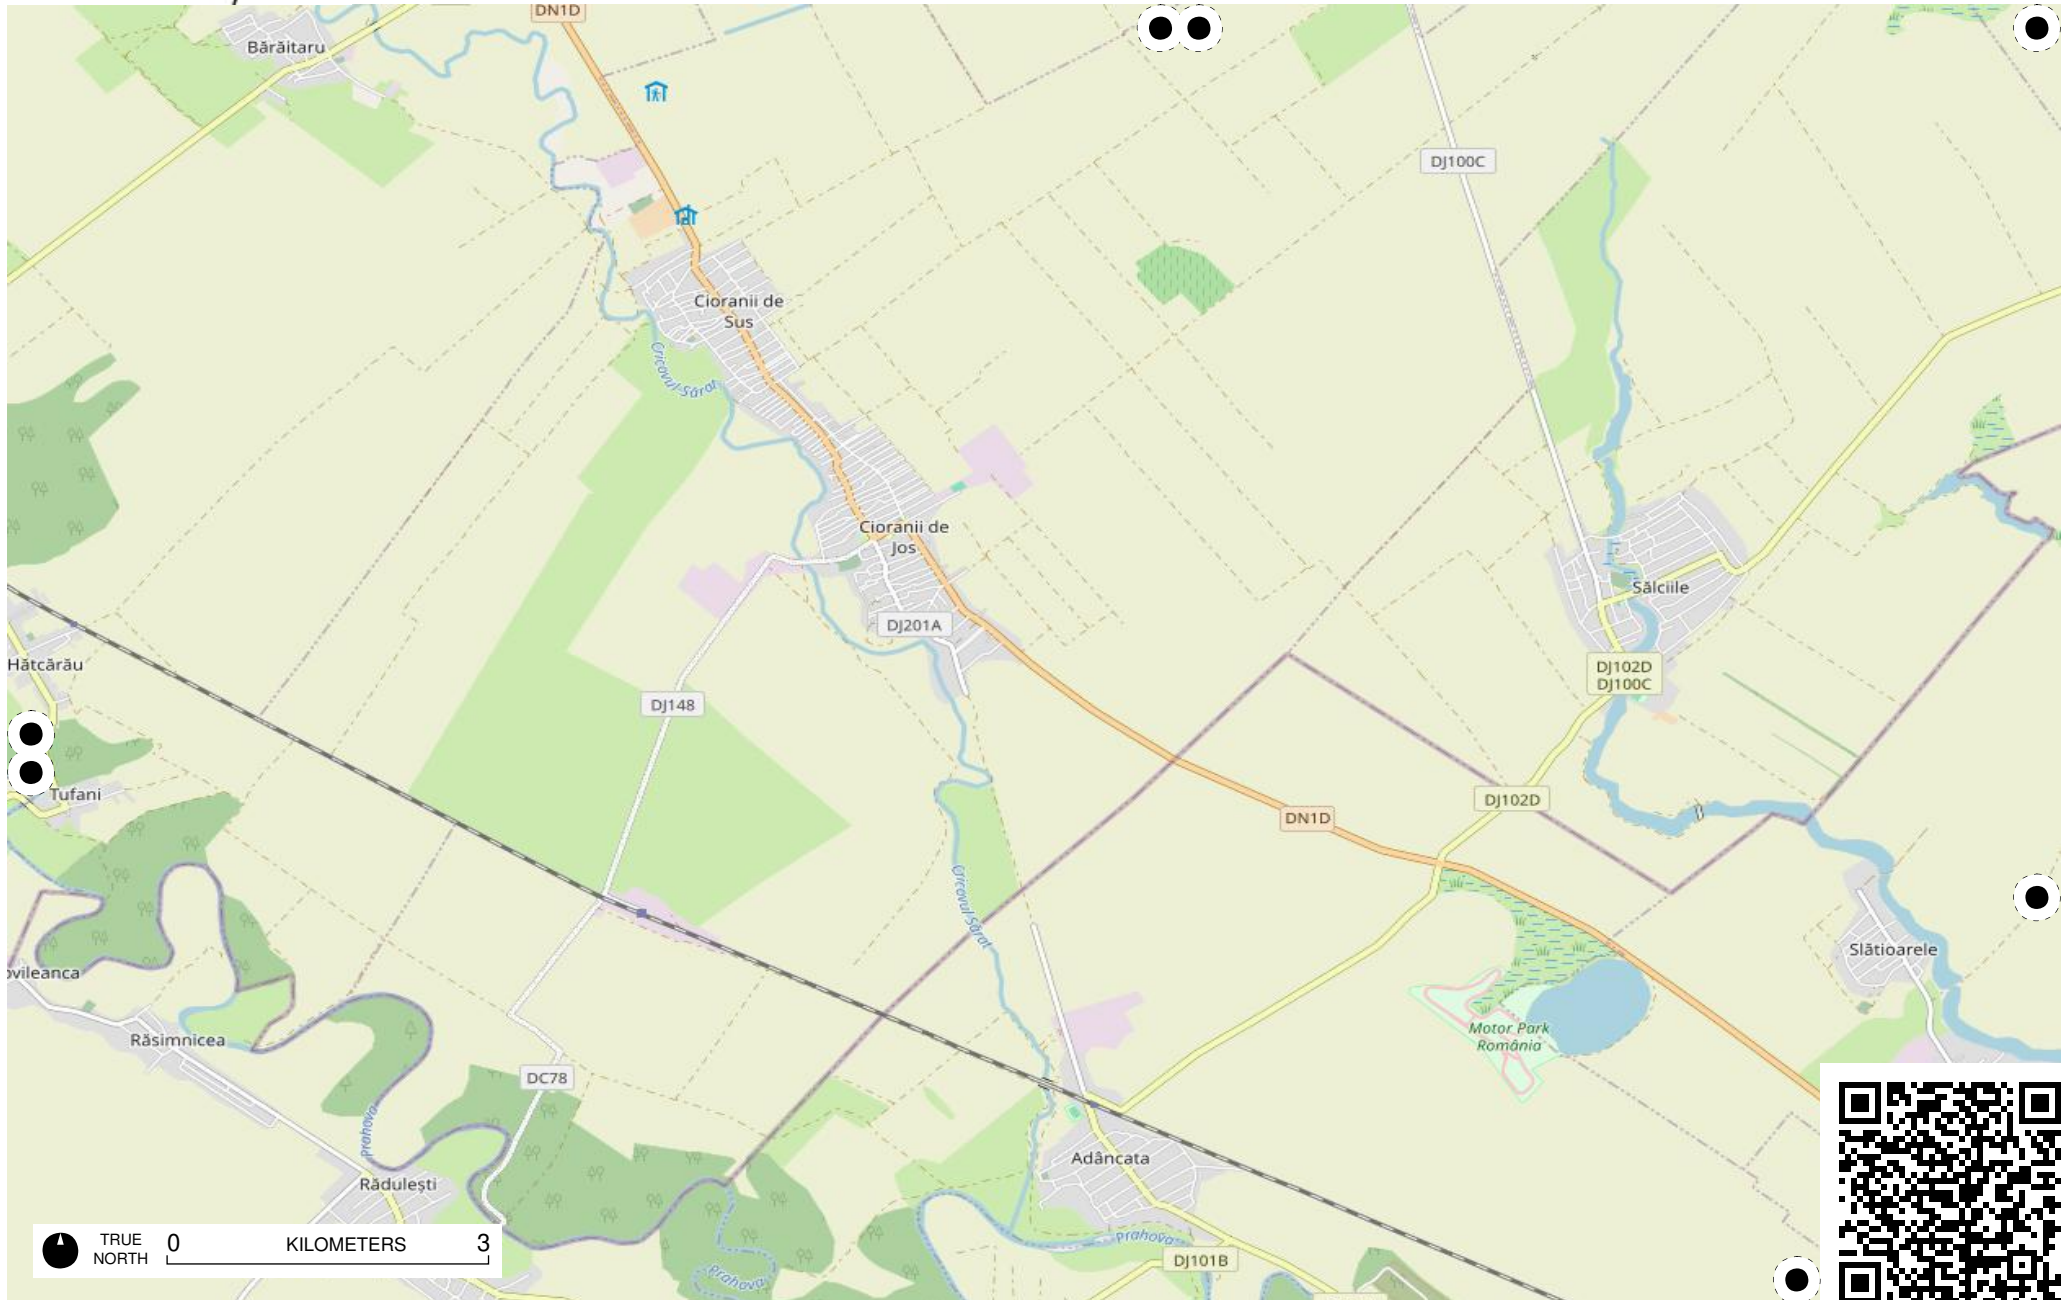 DN1D
Bărăitaru
DJ100C
Cioranii de
Sus
Cricovul-Sărat
Cioranii de
Jos
Sălciile
DJ201A
Hătcărău
DJ102D
DJ100C
DJ148
Tufani
DJ102D
DN1D
Cricovul-Sărat
Slătioarele
ovileanca
Motor Park
România
Răsimnicea
DC78
Prahova
Adâncata
Rădulești
Prahova
TRUE
NORTH
0 KILOMETERS 3
DJ101B
Prahova